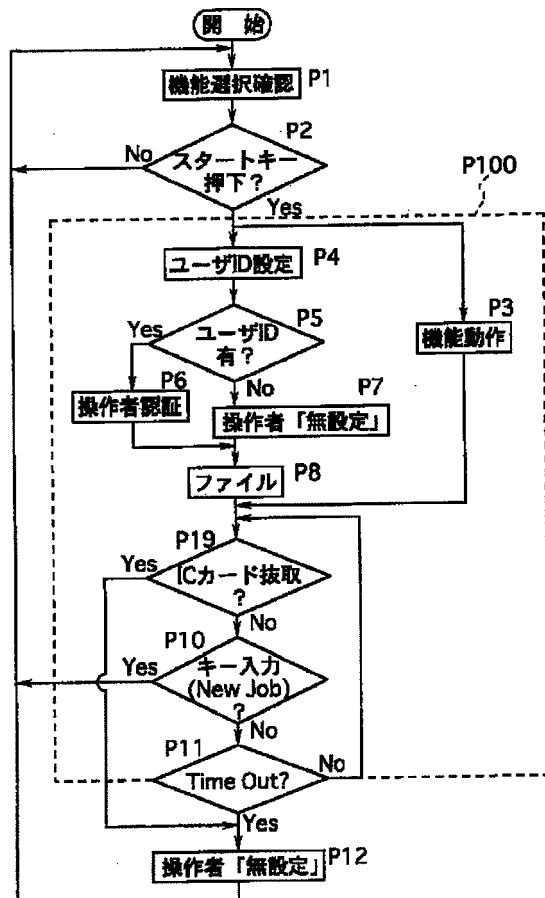 開 始
機能選択確認 P1
P2
No
スタートキー
押下?
Yes
P100
ユーザID設定 P4
P3
機能動作
P5
Yes
ユーザID
有?
No
P6
操作者認証
P7
操作者「無設定」
ファイル P8
P19
Yes
ICカード抜取
?
No
P10
Yes
キー入力
(New Job)
?
No
P11
Time Out?
No
Yes
操作者「無設定」 P12